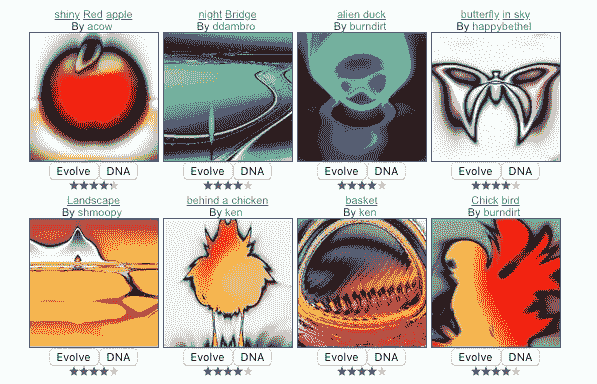 shiny Red apple
By acow
night Bridge
By ddambro
alien duck
By burndirt
butterfly in sky
By happybethel
Evolve DNA
Evolve DNA
Evolve DNA
Evolve DNA
Landscape
By shmoopy
behind a chicken
By ken
basket
By ken
Chick bird
By burndirt
Evolve DNA
Evolve DNA
Evolve DNA
Evolve DNA